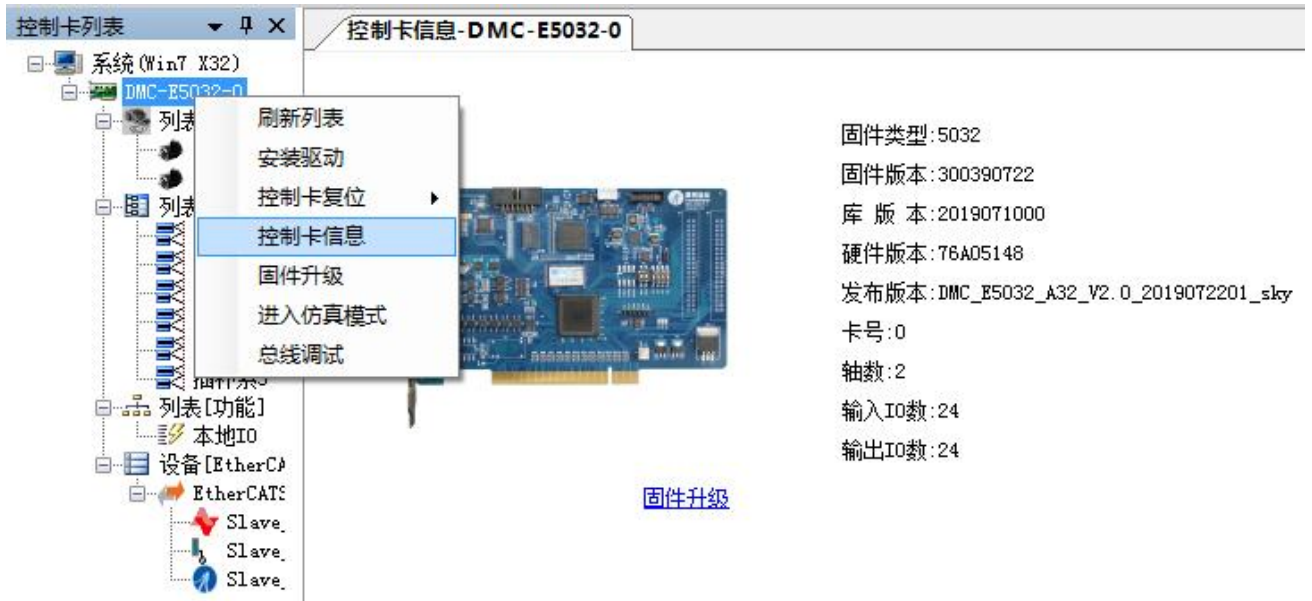 控制卡列表
控制卡信息-DMC-E5032-0
系统(Win7 X32)
DMC-E5032-0
列表
刷新列表
安装驱动
控制卡复位
列表
控制卡信息
固件升级
进入仿真模式
总线调试
列表[功能]
本地IO
设备[EtherCA
EtherCATS
Slave_
Slave_
Slave_
固件类型:5032
固件版本:300390722
库 版 本:2019071000
硬件版本:76A05148
发布版本:DMC_E5032_A32_V2.0_2019072201_sky
卡号:0
轴数:2
输入IO数:24
输出IO数:24
固件升级